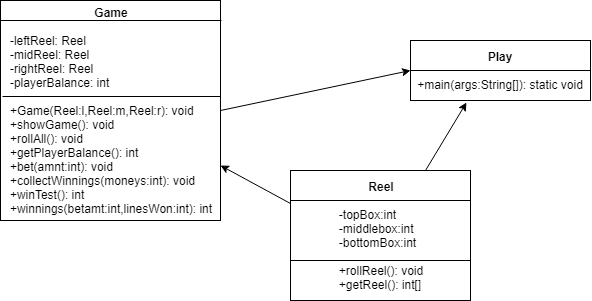 Game
-leftReel: Reel
-midReel: Reel
-rightReel: Reel
-playerBalance: int
+Game(Reel:l,Reel:m,Reel:r): void
+showGame(): void
+rollAll(): void
+getPlayerBalance(): int
+bet(amnt:int): void
+collectWinnings(moneys:int): void
+winTest(): int
+winnings(betamt:int,linesWon:int): int
Play
+main(args:String[]): static void
Reel
-topBox:int
-middlebox:int
-bottomBox:int
+rollReel(): void
+getReel(): int[]